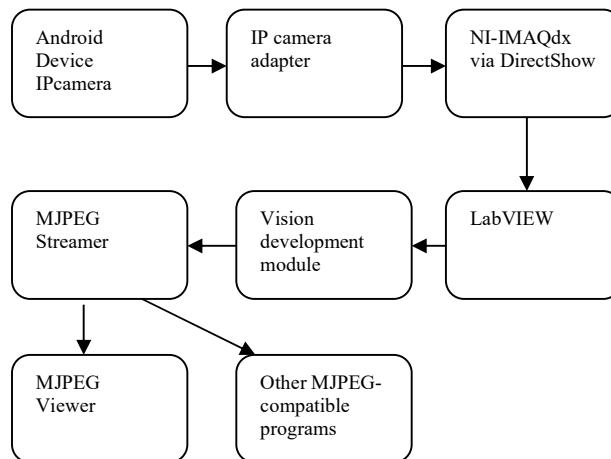 Android
Device
IPcamera
IP camera
adapter
NI-IMAQdx
via DirectShow
MJPEG
Streamer
Vision
development
module
LabVIEW
MJPEG
Viewer
Other MJPEG-
compatible
programs